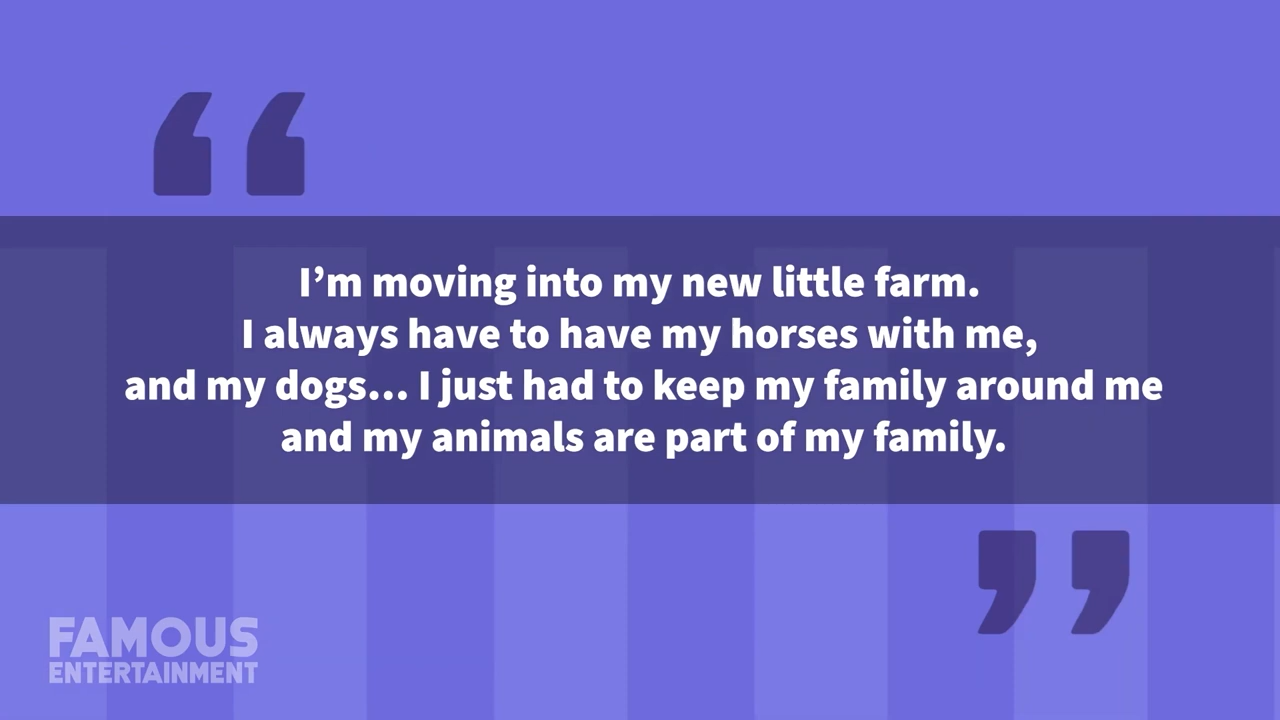 “
I’m moving into my new little farm.
I always have to have my horses with me,
and my dogs... I just had to keep my family around me
and my animals are part of my family.
”
FAMOUS
ENTERTAINMENT